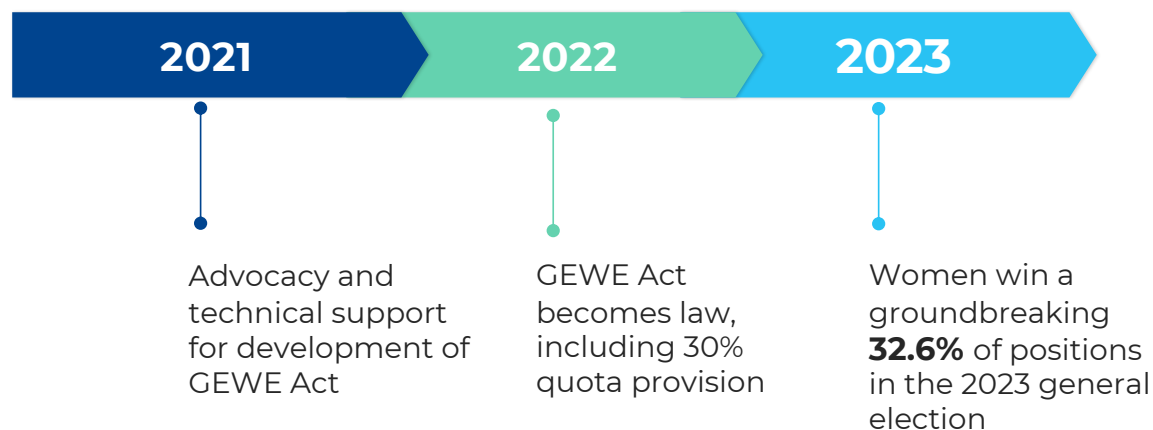 2021
2022
2023
Advocacy and
technical support
for development of
GEWE Act
GEWE Act
becomes law,
including 30%
quota provision
Women win a
groundbreaking
32.6% of positions
in the 2023 general
election